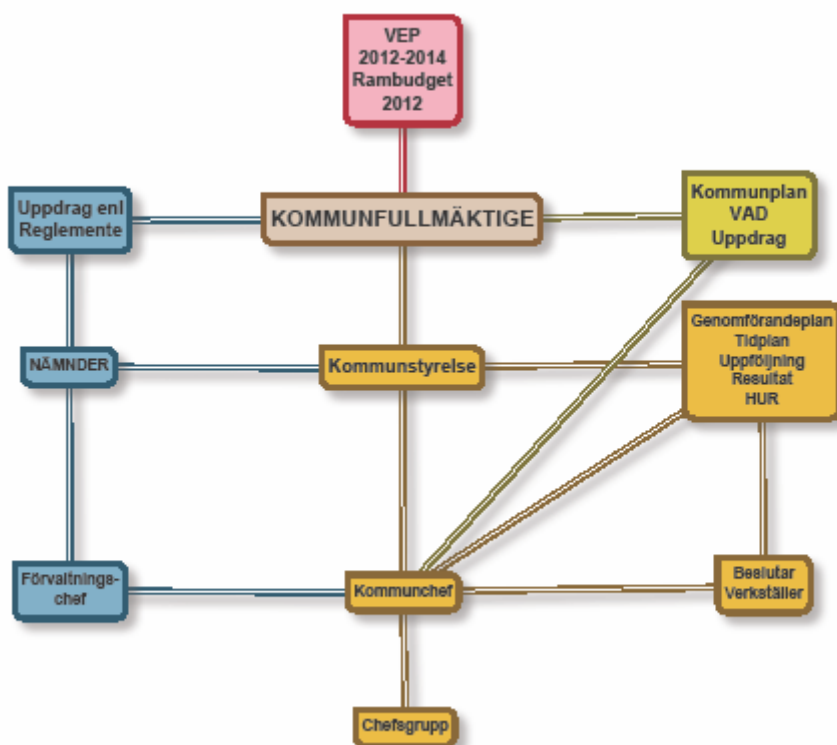 VEP
2012-2014
Rambudget
2012
Uppdrag enl
Reglemente
KOMMUNFULLMÄKTIGE
Kommunplan
VAD
Uppdrag
NÄMNDER
Kommunstyrelse
Genomförandeplan
Tidplan
Uppföljning
Resultat
HUR
Förvaltnings-
chef
Kommunchef
Beslutar
Verkställer
Chefsgrupp